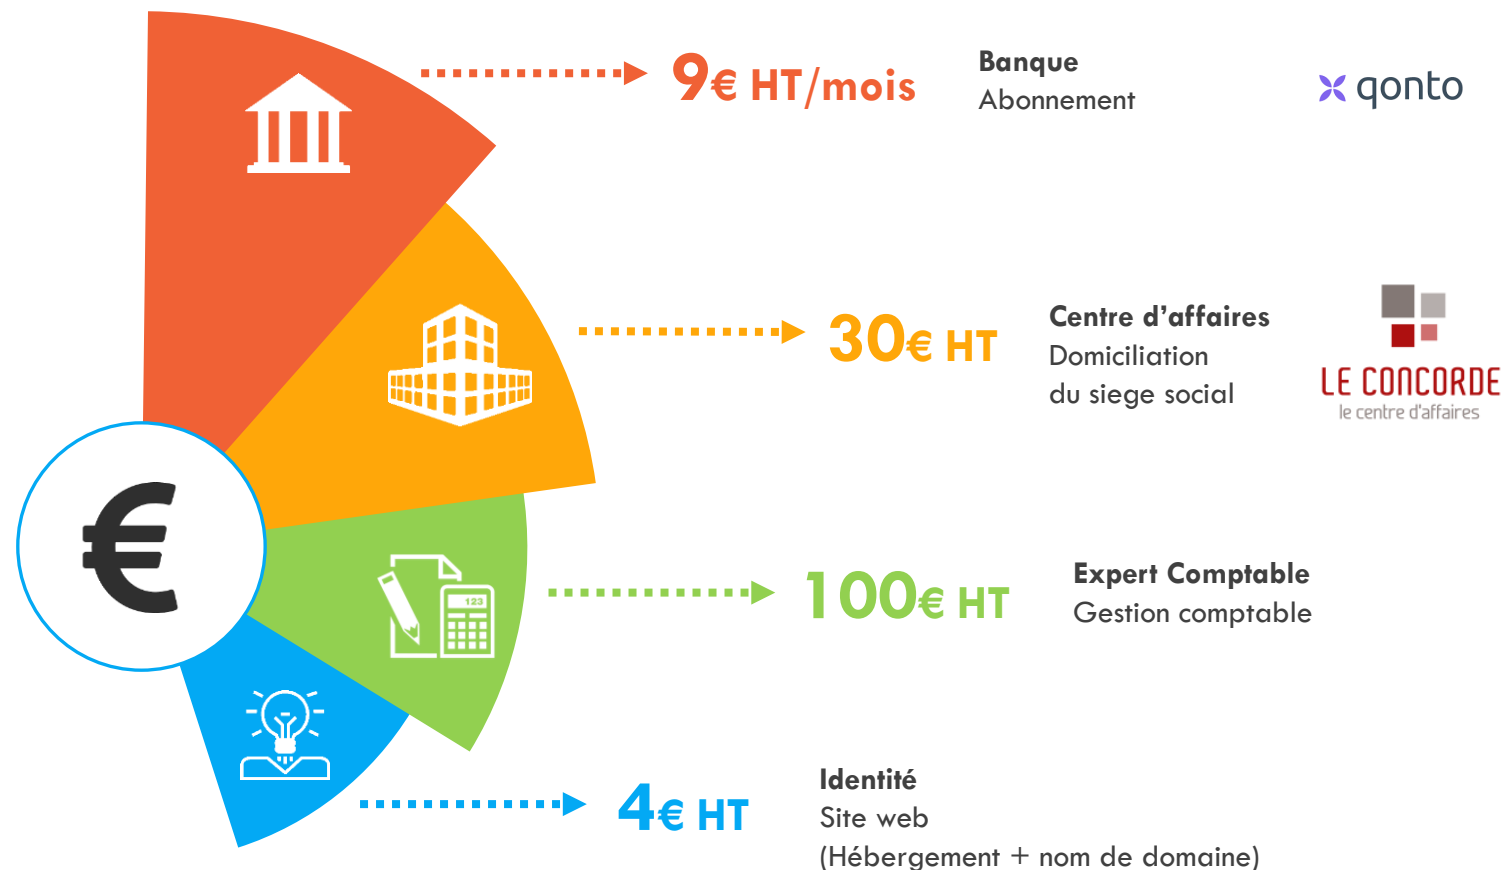 9€ HT/mois
Banque
Abonnement
qonto
30€ HT
Centre d'affaires
Domiciliation
du siege social
LE CONCORDE
le centre d'affaires
€
123
100€ HT
Expert Comptable
Gestion comptable
4€ HT
Identité
Site web
(Hébergement + nom de domaine)